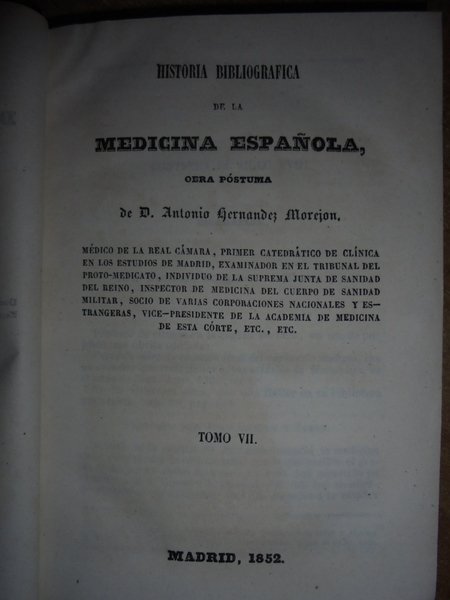 HISTORIA BIBLIOGRAFICA
DE LA
MEDICINA ESPAÑOLA,
OBRA PÓSTUMA
de D. Antonio Hernandez Morejon,
MÉDICO DE LA REAL CÁMARA, PRIMER CATEDRÁTICO DE CLÍNICA
EN LOS ESTUDIOS DE MADRID, EXAMINADOR EN EL TRIBUNAL DEL
PROTO-MEDICATO, INDIVIDUO DE LA SUPREMA JUNTA DE SANIDAD
DEL REINO, INSPECTOR DE MEDICINA DEL CUERPO DE SANIDAD
MILITAR, SOCIO DE VARIAS CORPORACIONES NACIONALES Y ES-
TRANGERAS, VICE-PRESIDENTE DE LA ACADEMIA DE MEDICINA
DE ESTA CÓRTE, ETC., ETC.
TOMO VII.
MADRID, 1852.